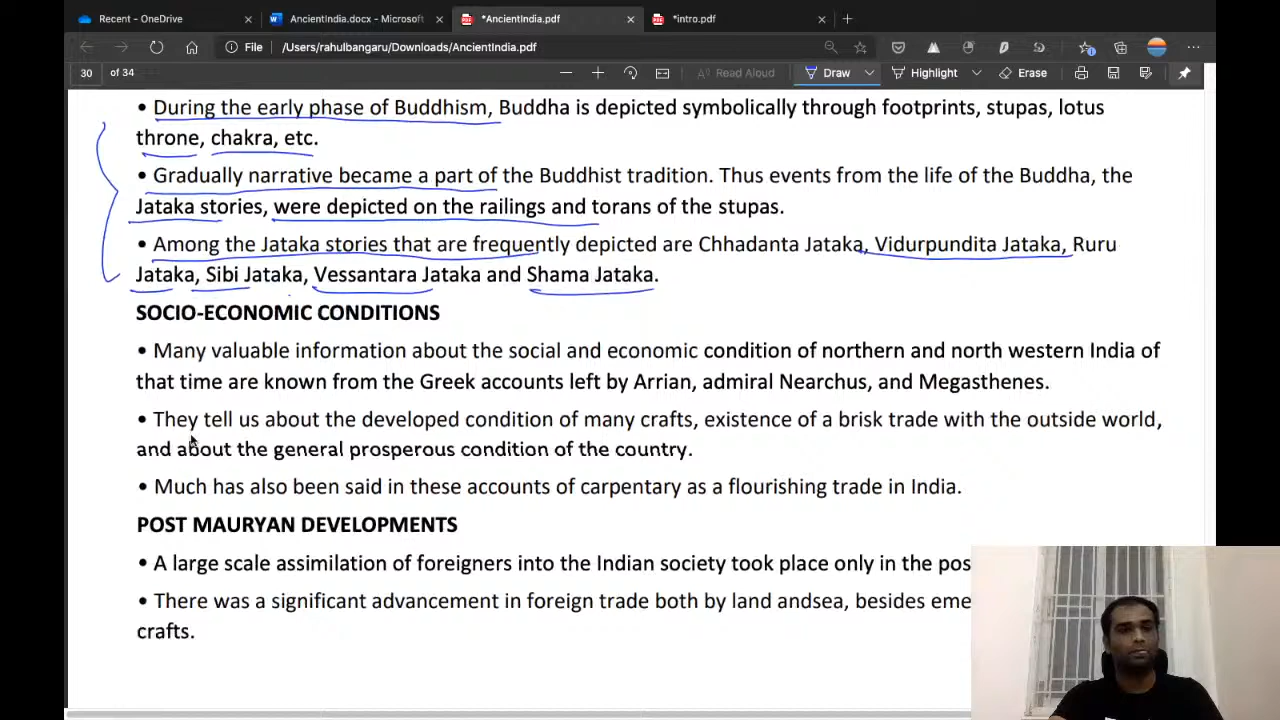 Recent - OneDrive
AncientIndia.docx - Microsoft
*AncientIndia.pdf
*intro.pdf
File
/Users/rahulbangaru/Downloads/AncientIndia.pdf
30 of 34
Read Aloud
Draw
Highlight
Erase
• During the early phase of Buddhism, Buddha is depicted symbolically through footprints, stupas, lotus
throne, chakra, etc.
• Gradually narrative became a part of the Buddhist tradition. Thus events from the life of the Buddha, the
Jataka stories, were depicted on the railings and torans of the stupas.
• Among the Jataka stories that are frequently depicted are Chhadanta Jataka, Vidurpundita Jataka, Ruru
Jataka, Sibi Jataka, Vessantara Jataka and Shama Jataka.
SOCIO-ECONOMIC CONDITIONS
• Many valuable information about the social and economic condition of northern and north western India of
that time are known from the Greek accounts left by Arrian, admiral Nearchus, and Megasthenes.
• They tell us about the developed condition of many crafts, existence of a brisk trade with the outside world,
and about the general prosperous condition of the country.
• Much has also been said in these accounts of carpentary as a flourishing trade in India.
POST MAURYAN DEVELOPMENTS
• A large scale assimilation of foreigners into the Indian society took place only in the pos
• There was a significant advancement in foreign trade both by land andsea, besides eme
crafts.